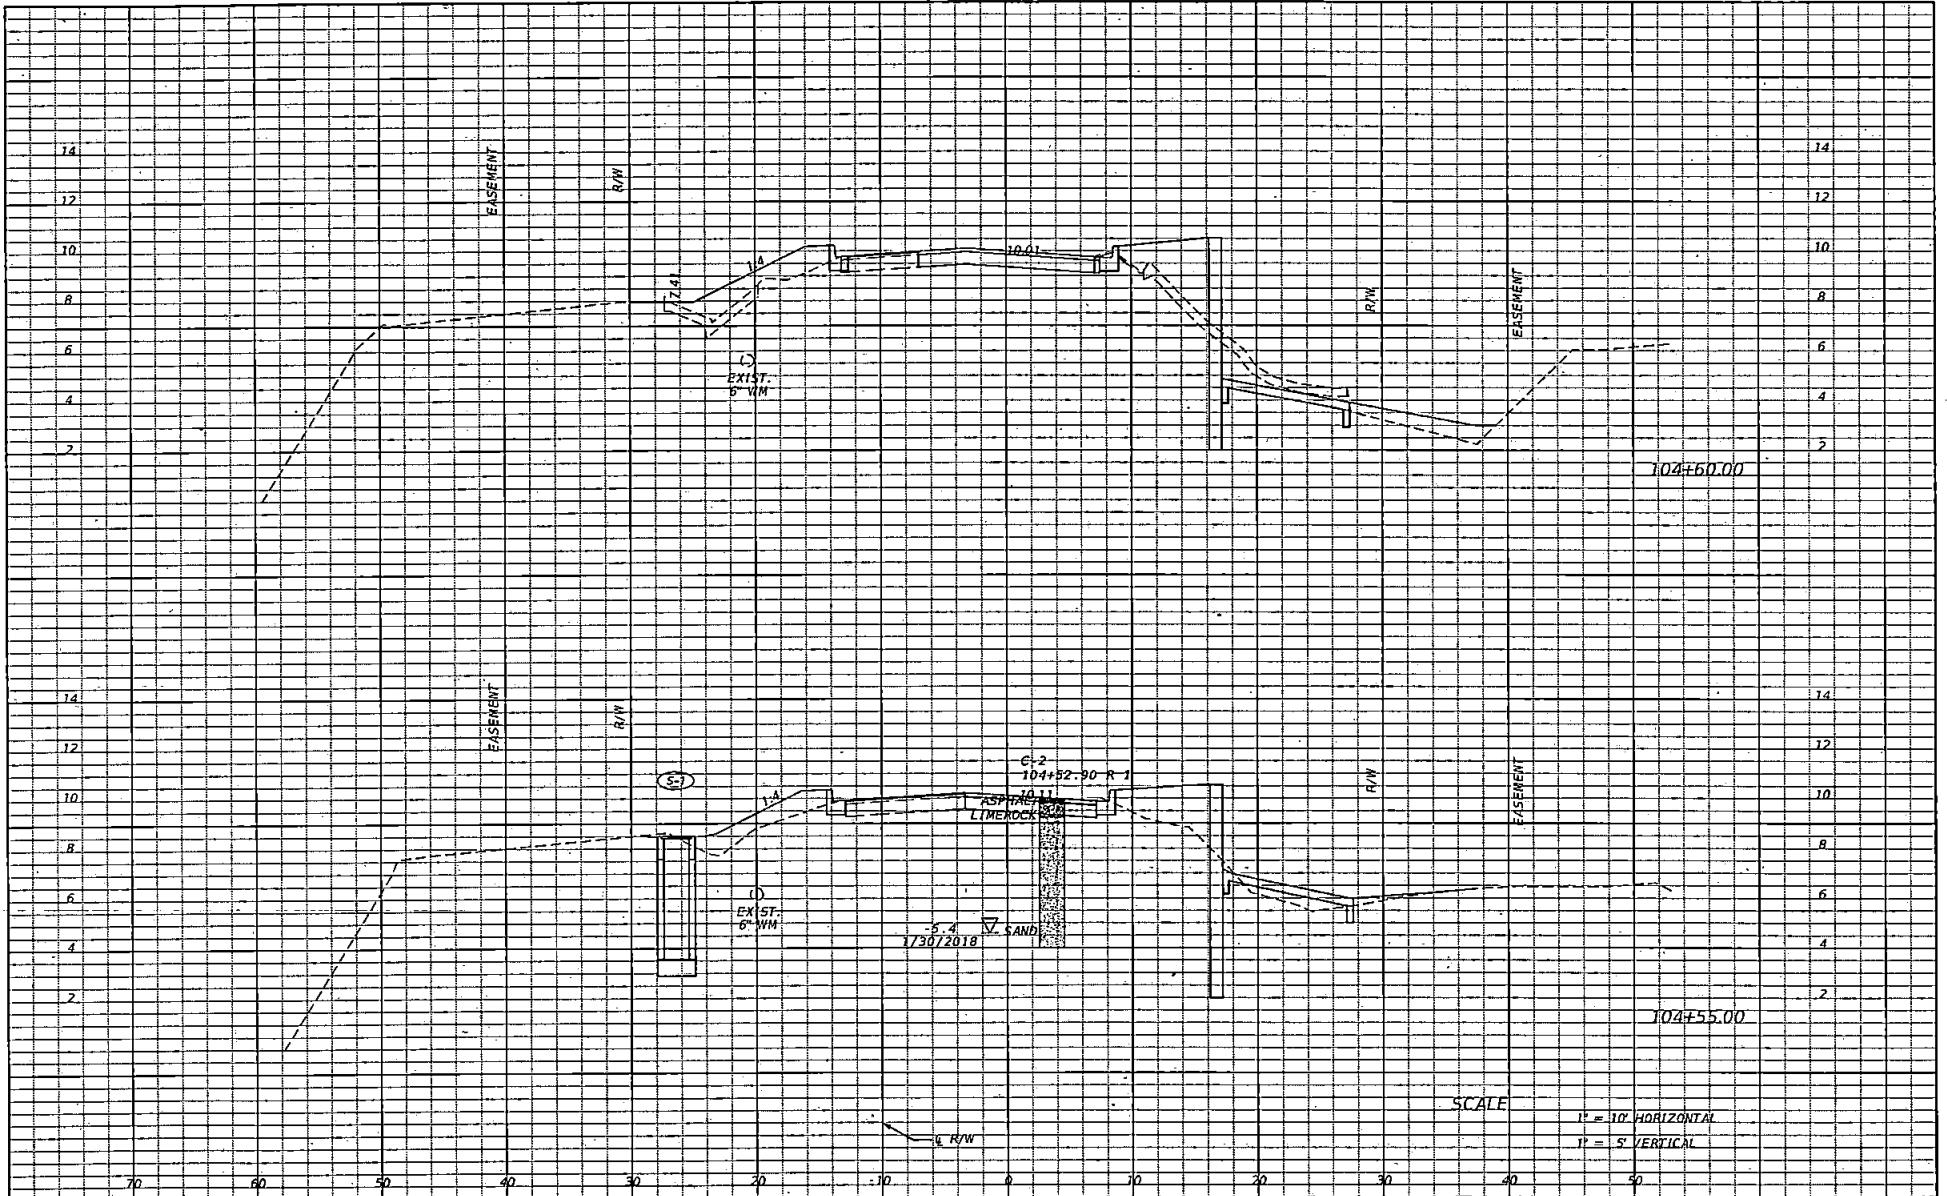 14 14
EASEMENT
R/W
12 12
10 10.01 10
1:4
7.41
8 R/W EASEMENT 8
6 6
EXIST.
6" WM
4 4
2 2
104+60.00
14 14
EASEMENT
R/W
12 12
C-2
104+52.90 R 1
R/W EASEMENT
S-1
10 1:4 10.11 10
ASPHALT
LIMEROCK
8 8
6 6
EXIST.
6" WM
-5.4 SAND
1/30/2018
4 4
2 2
104+55.00
SCALE
1" = 10' HORIZONTAL
1" = 5' VERTICAL
℄ R/W
70 60 50 40 30 20 10 0 10 20 30 40 50